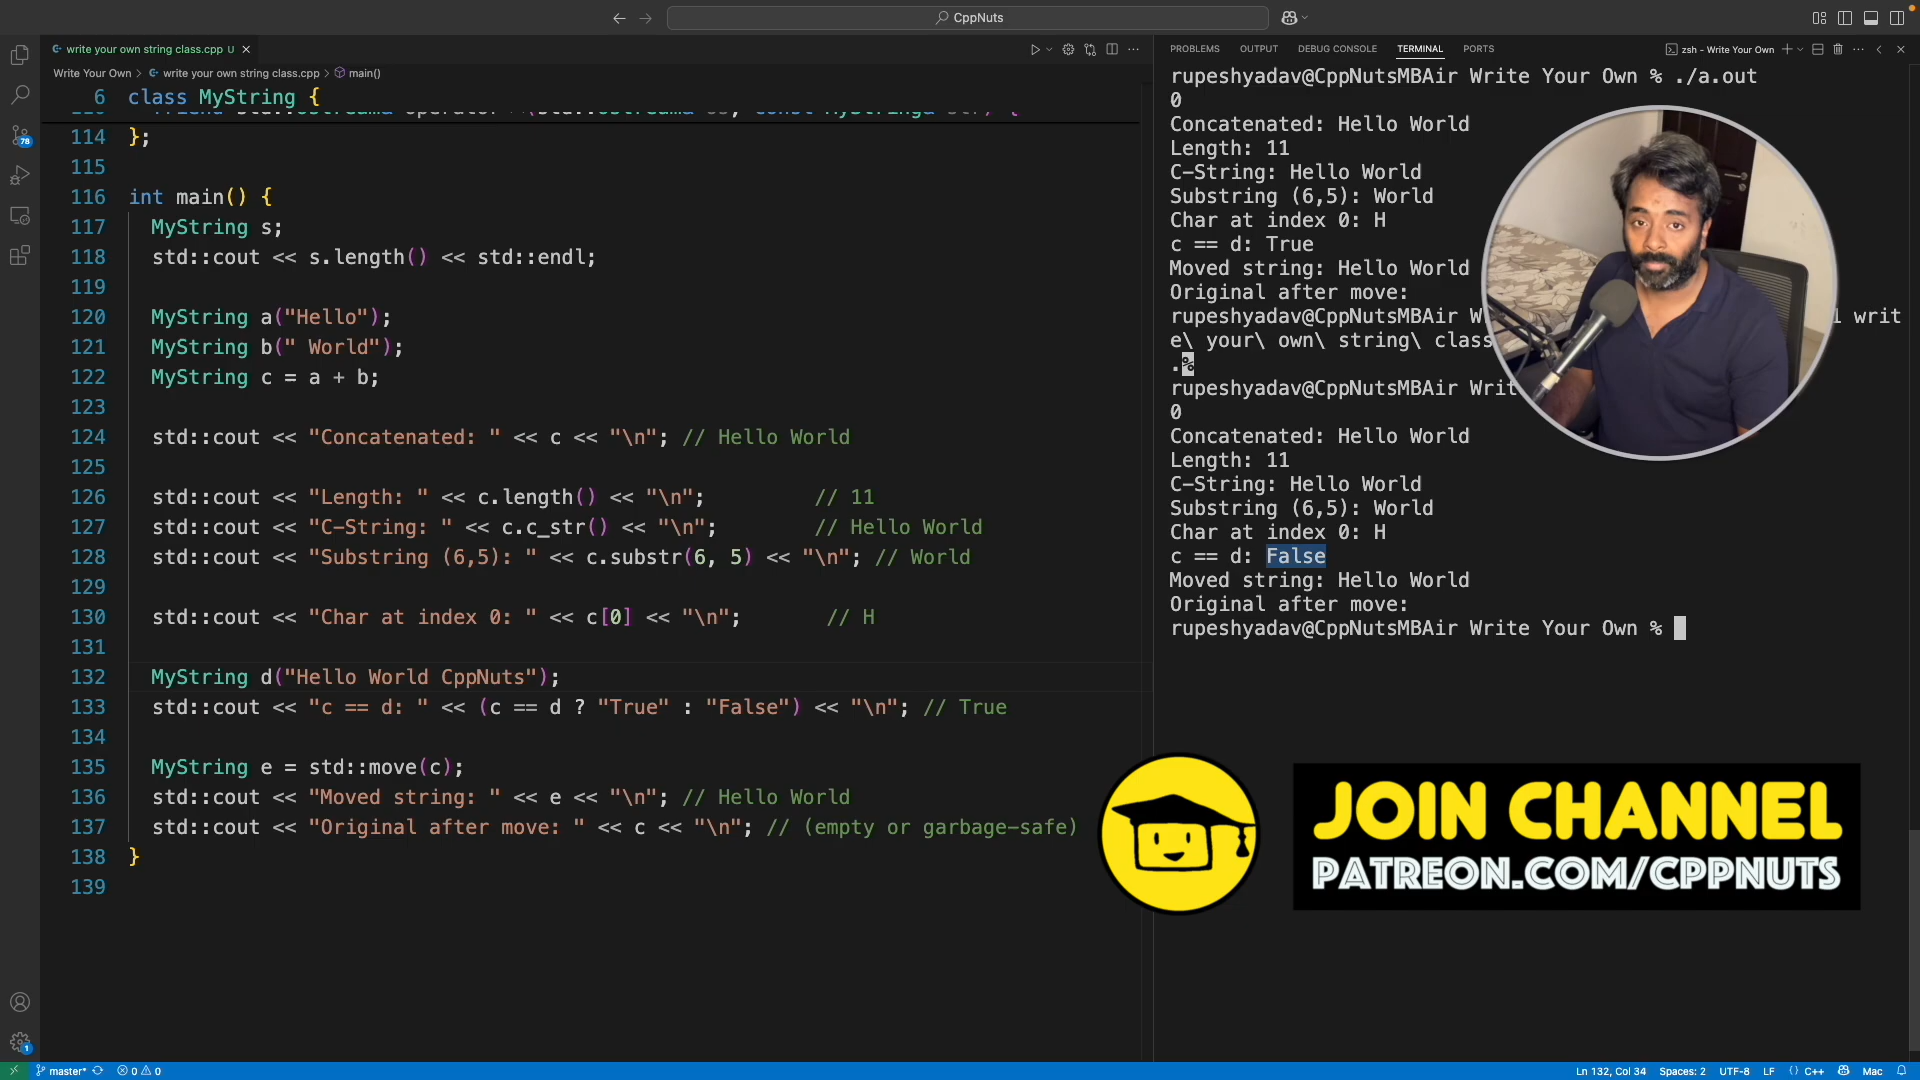 CppNuts
write your own string class.cpp U
Write Your Own > write your own string class.cpp > main()
6 class MyString {
114 };
115
116 int main() {
117 MyString s;
118 std::cout << s.length() << std::endl;
119
120 MyString a("Hello");
121 MyString b(" World");
122 MyString c = a + b;
123
124 std::cout << "Concatenated: " << c << "\n"; // Hello World
125
126 std::cout << "Length: " << c.length() << "\n"; // 11
127 std::cout << "C-String: " << c.c_str() << "\n"; // Hello World
128 std::cout << "Substring (6,5): " << c.substr(6, 5) << "\n"; // World
129
130 std::cout << "Char at index 0: " << c[0] << "\n"; // H
131
132 MyString d("Hello World CppNuts");
133 std::cout << "c == d: " << (c == d ? "True" : "False") << "\n"; // True
134
135 MyString e = std::move(c);
136 std::cout << "Moved string: " << e << "\n"; // Hello World
137 std::cout << "Original after move: " << c << "\n"; // (empty or garbage-safe)
138 }
139
PROBLEMS OUTPUT DEBUG CONSOLE TERMINAL PORTS
zsh - Write Your Own
rupeshyadav@CppNutsMBAir Write Your Own % ./a.out
0
Concatenated: Hello World
Length: 11
C-String: Hello World
Substring (6,5): World
Char at index 0: H
c == d: True
Moved string: Hello World
Original after move:
rupeshyadav@CppNutsMBAir W writ
e\ your\ own\ string\ class
.%
rupeshyadav@CppNutsMBAir Writ
0
Concatenated: Hello World
Length: 11
C-String: Hello World
Substring (6,5): World
Char at index 0: H
c == d: False
Moved string: Hello World
Original after move:
rupeshyadav@CppNutsMBAir Write Your Own %
JOIN CHANNEL
PATREON.COM/CPPNUTS
78
1
master* 0 0
Ln 132, Col 34 Spaces: 2 UTF-8 LF {} C++ Mac